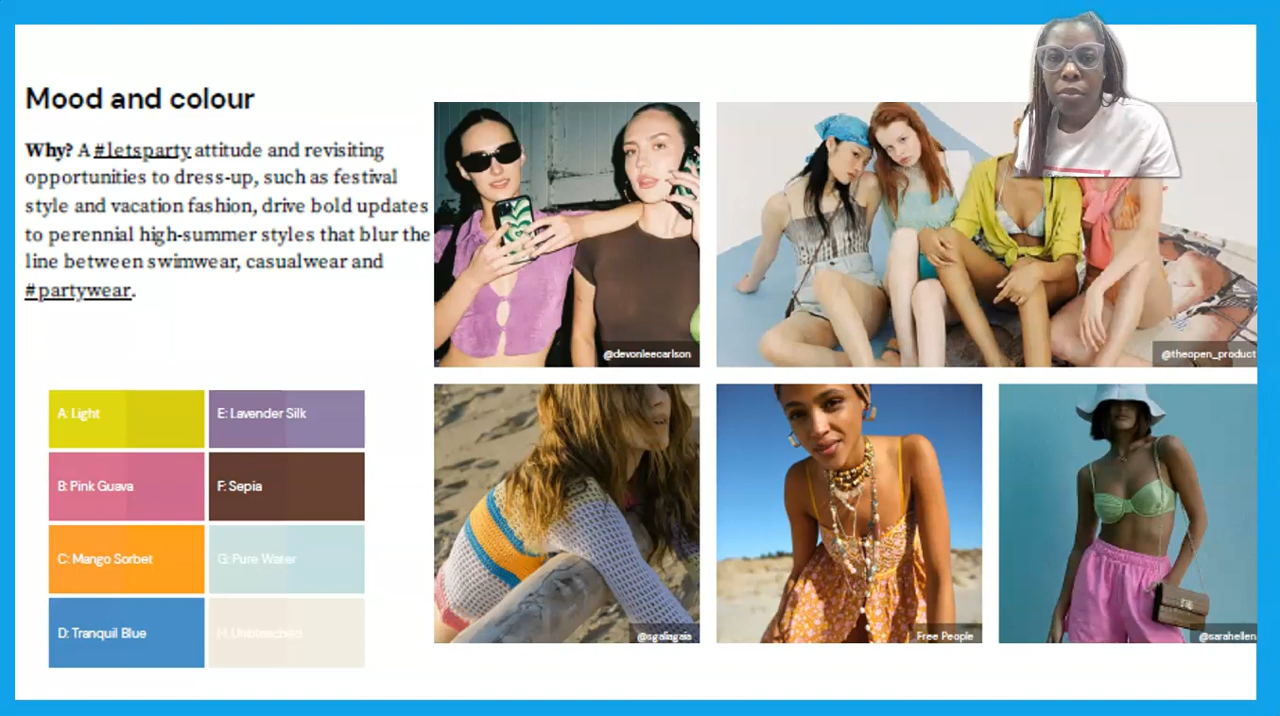 Mood and colour
Why? A #letsparty attitude and revisiting
opportunities to dress-up, such as festival
style and vacation fashion, drive bold updates
to perennial high-summer styles that blur the
line between swimwear, casualwear and
#partywear.
@devonleecarlson
@theopen_product
A: Light
E: Lavender Silk
B: Pink Guava
F: Sepia
C: Mango Sorbet
G: Pure Water
D: Tranquil Blue
H: Unbleached
@sgaliagaia
Free People
@sarahellen